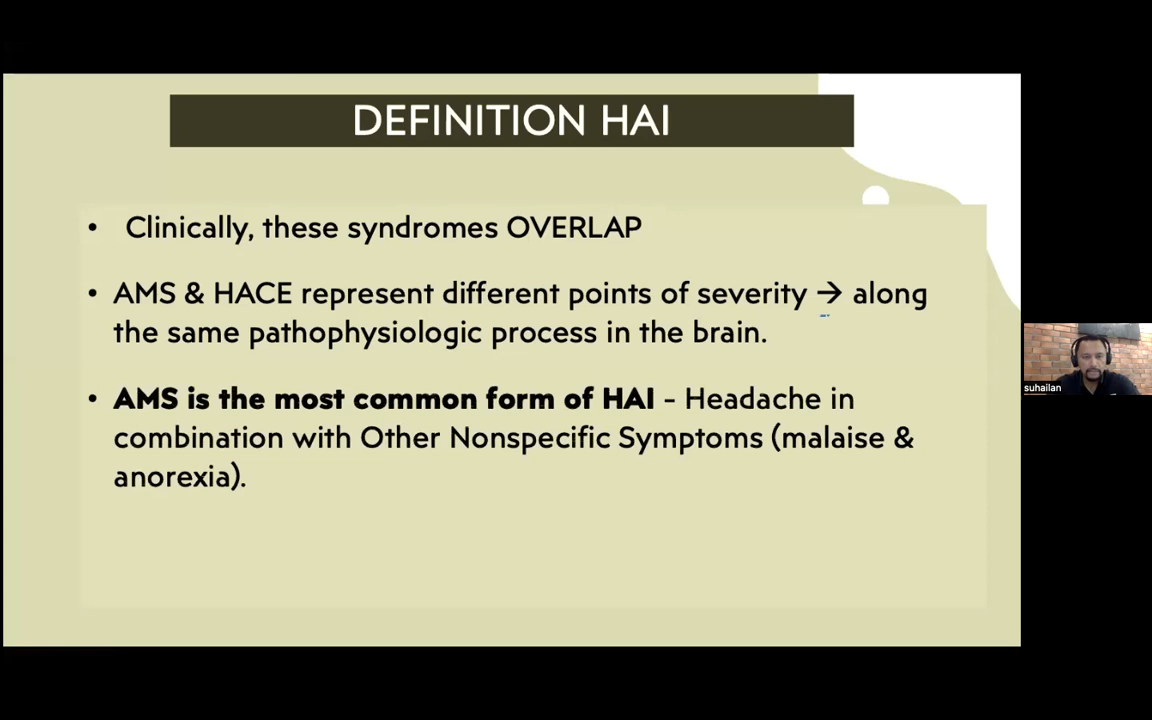 DEFINITION HAI
• Clinically, these syndromes OVERLAP
• AMS & HACE represent different points of severity → along
the same pathophysiologic process in the brain.
• AMS is the most common form of HAI - Headache in
combination with Other Nonspecific Symptoms (malaise &
anorexia).
suhailan